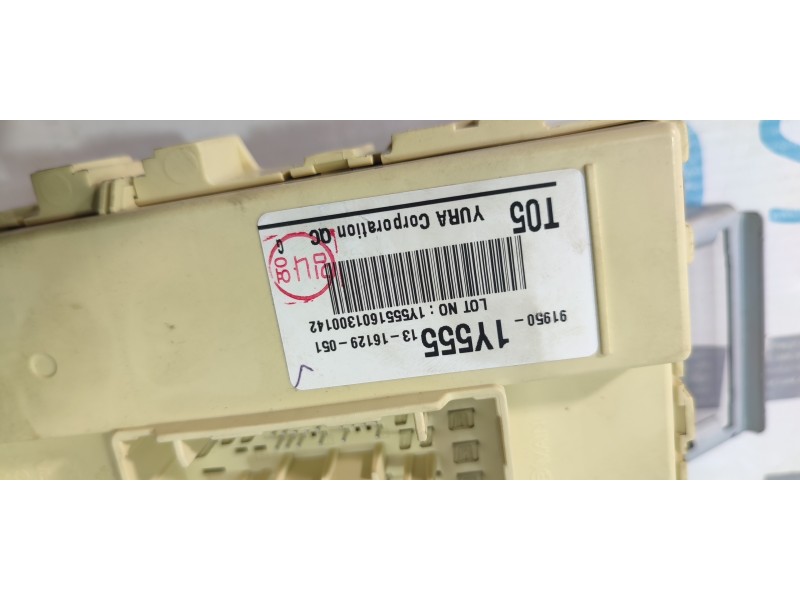 91950-
1Y555 13-16129-051
LOT NO : 1Y5551601300142
T05 YURA Corporation QC